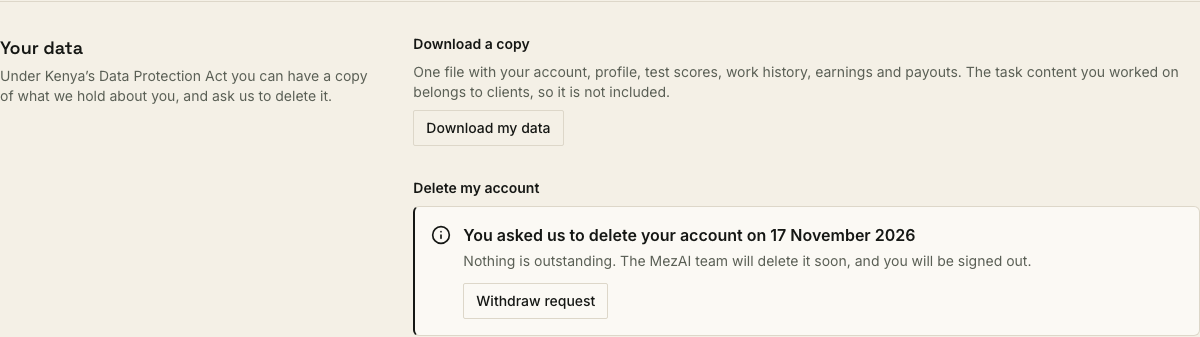 Your data
Under Kenya’s Data Protection Act you can have a copy
of what we hold about you, and ask us to delete it.
Download a copy
One file with your account, profile, test scores, work history, earnings and payouts. The task content you worked on
belongs to clients, so it is not included.
Download my data
Delete my account
You asked us to delete your account on 17 November 2026
Nothing is outstanding. The MezAI team will delete it soon, and you will be signed out.
Withdraw request